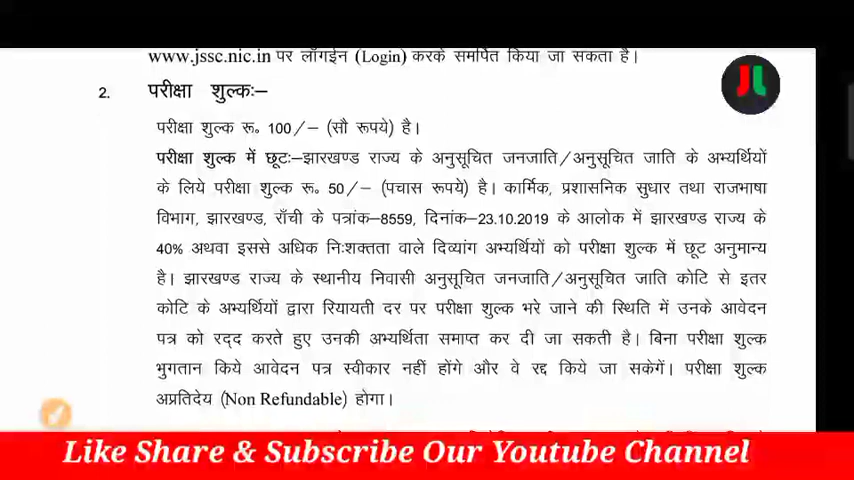 www.jssc.nic.in पर लॉगईन (Login) करके समर्पित किया जा सकता है।
2. परीक्षा शुल्कः–
परीक्षा शुल्क रू० 100/– (सौ रूपये) है।
परीक्षा शुल्क में छूटः–झारखण्ड राज्य के अनुसूचित जनजाति/अनुसूचित जाति के अभ्यर्थियों
के लिये परीक्षा शुल्क रू० 50/– (पचास रूपये) है। कार्मिक, प्रशासनिक सुधार तथा राजभाषा
विभाग, झारखण्ड, राँची के पत्रांक–8559, दिनांक–23.10.2019 के आलोक में झारखण्ड राज्य के
40% अथवा इससे अधिक निःशक्तता वाले दिव्यांग अभ्यर्थियों को परीक्षा शुल्क में छूट अनुमान्य
है। झारखण्ड राज्य के स्थानीय निवासी अनुसूचित जनजाति/अनुसूचित जाति कोटि से इतर
कोटि के अभ्यर्थियों द्वारा रियायती दर पर परीक्षा शुल्क भरे जाने की स्थिति में उनके आवेदन
पत्र को रद्द करते हुए उनकी अभ्यर्थिता समाप्त कर दी जा सकती है। बिना परीक्षा शुल्क
भुगतान किये आवेदन पत्र स्वीकार नहीं होंगे और वे रद्द किये जा सकेगें। परीक्षा शुल्क
अप्रतिदेय (Non Refundable) होगा।
Like Share & Subscribe Our Youtube Channel